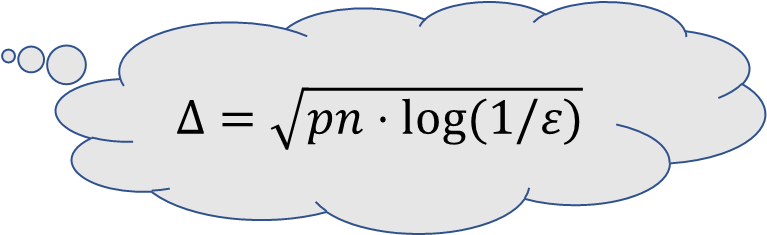 Δ = √pn · log(1/ε)